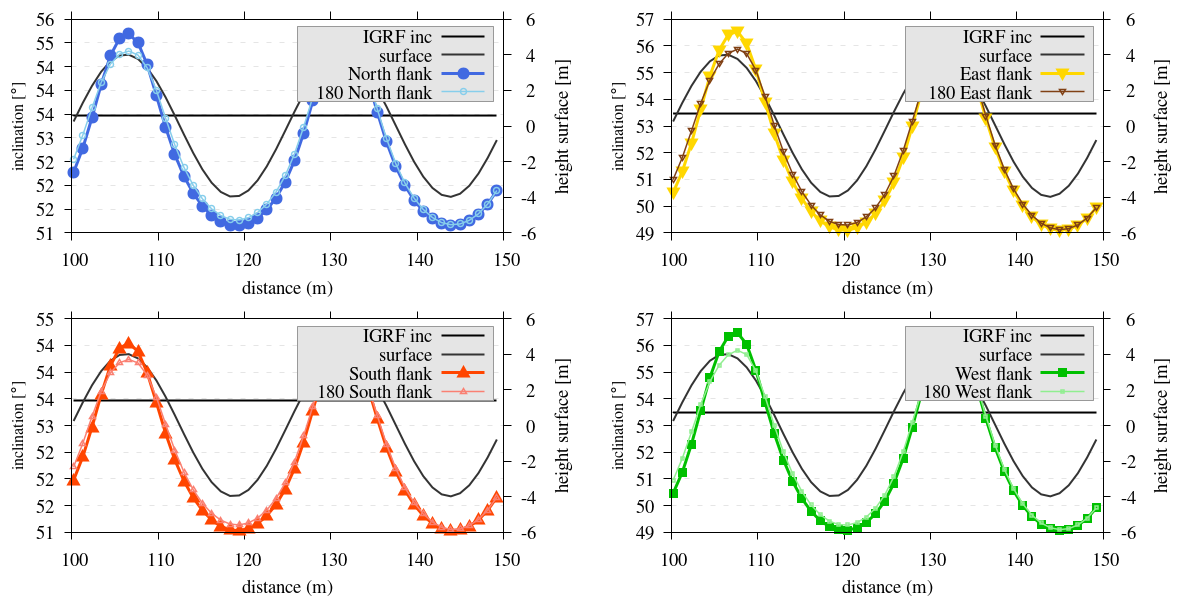 56
55
54
54
54
53
52
52
52
51
inclination [°]
IGRF inc
surface
North flank
180 North flank
6
4
2
0
-2
-4
-6
height surface [m]
100 110 120 130 140 150
distance (m)
57
56
55
54
53
52
51
50
49
inclination [°]
IGRF inc
surface
East flank
180 East flank
6
4
2
0
-2
-4
-6
height surface [m]
100 110 120 130 140 150
distance (m)
55
54
54
54
53
52
52
52
51
inclination [°]
IGRF inc
surface
South flank
180 South flank
6
4
2
0
-2
-4
-6
height surface [m]
100 110 120 130 140 150
distance (m)
57
56
55
54
53
52
51
50
49
inclination [°]
IGRF inc
surface
West flank
180 West flank
6
4
2
0
-2
-4
-6
height surface [m]
100 110 120 130 140 150
distance (m)